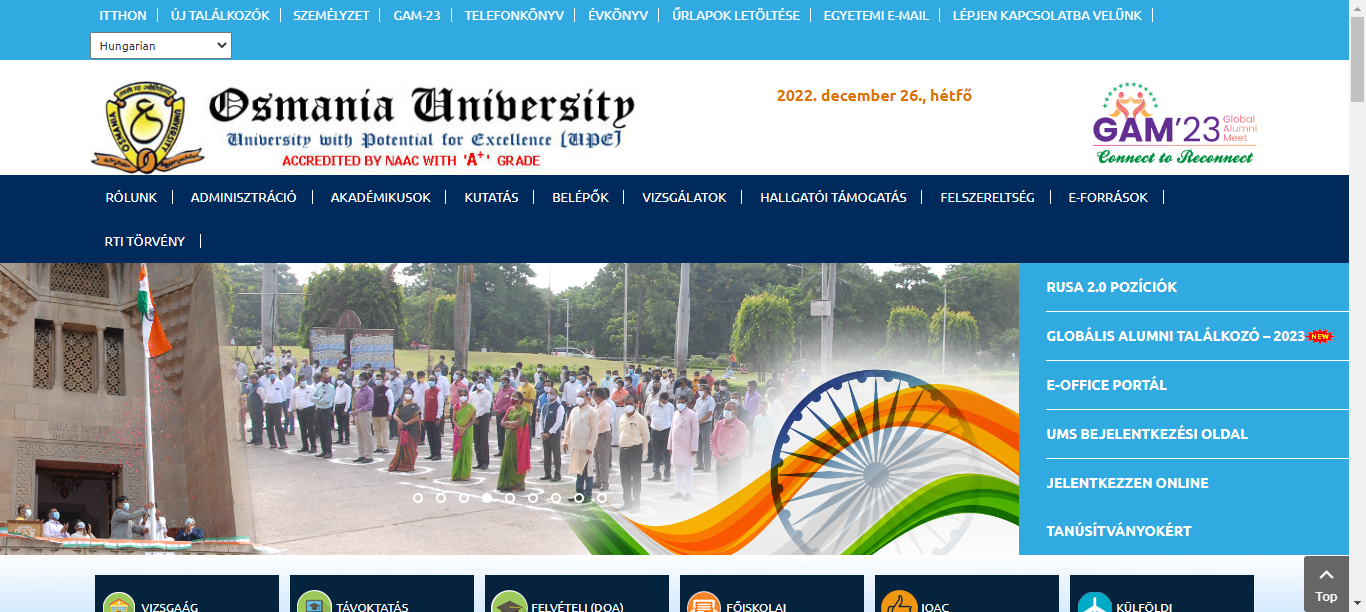 ITTHON ÚJ TALÁLKOZÓK SZEMÉLYZET GAM-23 TELEFONKÖNYV ÉVKÖNYV ŰRLAPOK LETÖLTÉSE EGYETEMI E-MAIL LÉPJEN KAPCSOLATBA VELÜNK
Hungarian
Osmania University
University with Potential for Excellence [UPE]
ACCREDITED BY NAAC WITH 'A+' GRADE
2022. december 26., hétfő
GAM'23 Global Alumni Meet
Connect to Reconnect
RÓLUNK ADMINISZTRÁCIÓ AKADÉMIKUSOK KUTATÁS BELÉPŐK VIZSGÁLATOK HALLGATÓI TÁMOGATÁS FELSZERELTSÉG E-FORRÁSOK
RTI TÖRVÉNY
RUSA 2.0 POZÍCIÓK
GLOBÁLIS ALUMNI TALÁLKOZÓ – 2023 NEW
E-OFFICE PORTÁL
UMS BEJELENTKEZÉSI OLDAL
JELENTKEZZEN ONLINE
TANÚSÍTVÁNYOKÉRT
Top
VIZSGAÁG TÁVOKTATÁS FELVÉTELI (DOA) FŐISKOLAI IQAC KÜLFÖLDI